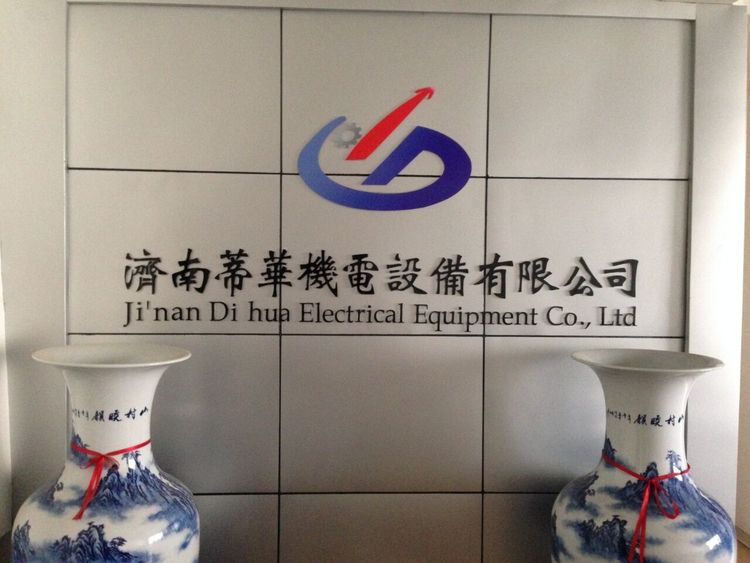 濟南蒂華機電設備有限公司
Ji'nan Di hua Electrical Equipment Co., Ltd